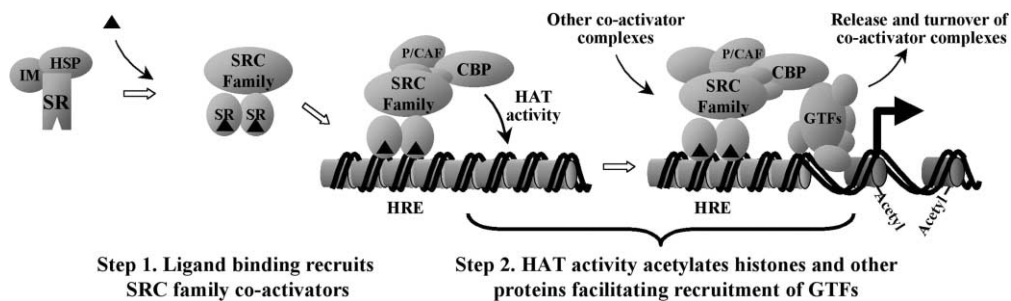 IM
HSP
SR
SRC
Family
SR
SR
P/CAF
CBP
SRC
Family
HAT
activity
HRE
Other co-activator
complexes
P/CAF
CBP
SRC
Family
GTFs
Release and turnover of
co-activator complexes
HRE
Acetyl
Acetyl
Step 1. Ligand binding recruits
SRC family co-activators
Step 2. HAT activity acetylates histones and other
proteins facilitating recruitment of GTFs